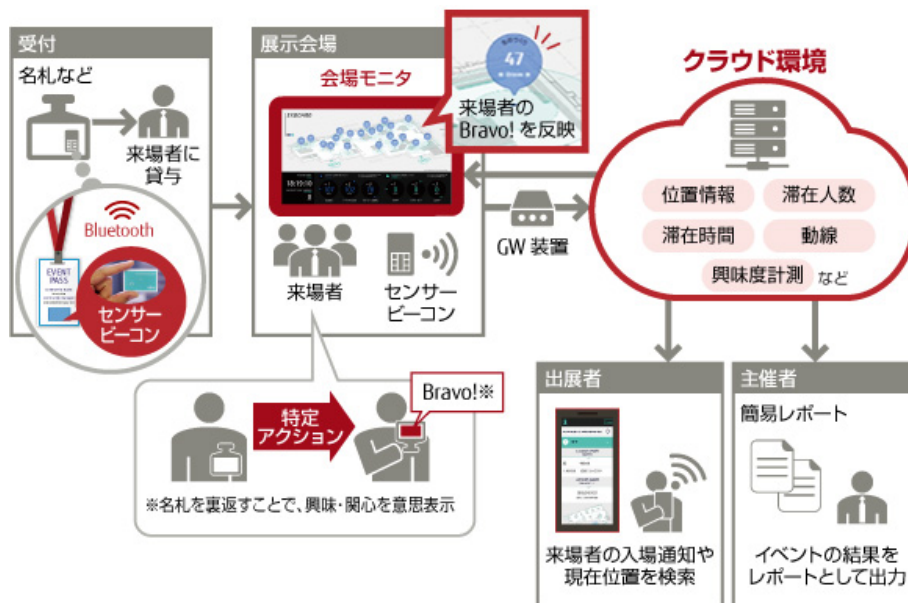 受付
名札など
来場者に
貸与
Bluetooth
EVENT
PASS
センサー
ビーコン
展示会場
会場モニタ
47
来場者の
Bravo! を反映
来場者
センサー
ビーコン
GW 装置
クラウド環境
位置情報
滞在人数
滞在時間
動線
興味度計測 など
特定
アクション
Bravo!※
※名札を裏返すことで、興味・関心を意思表示
出展者
来場者の入場通知や
現在位置を検索
主催者
簡易レポート
イベントの結果を
レポートとして出力